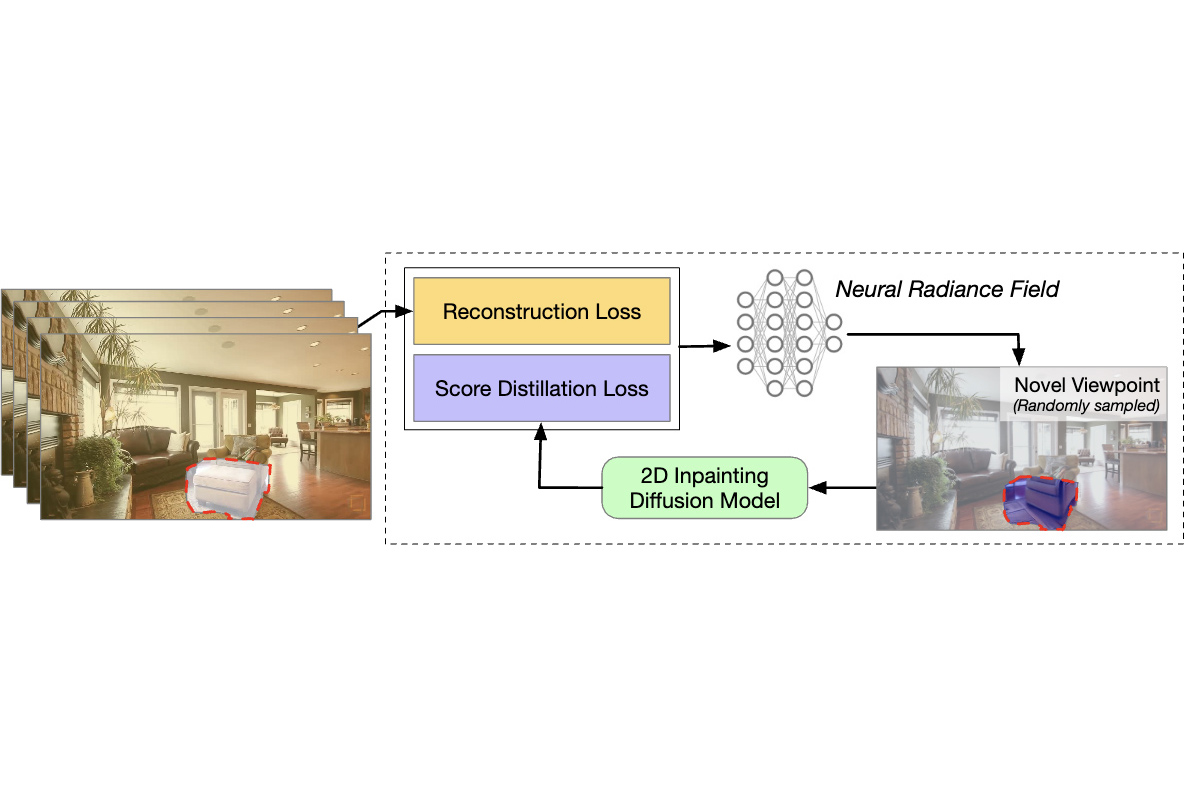 Reconstruction Loss
Score Distillation Loss
Neural Radiance Field
Novel Viewpoint
(Randomly sampled)
2D Inpainting
Diffusion Model